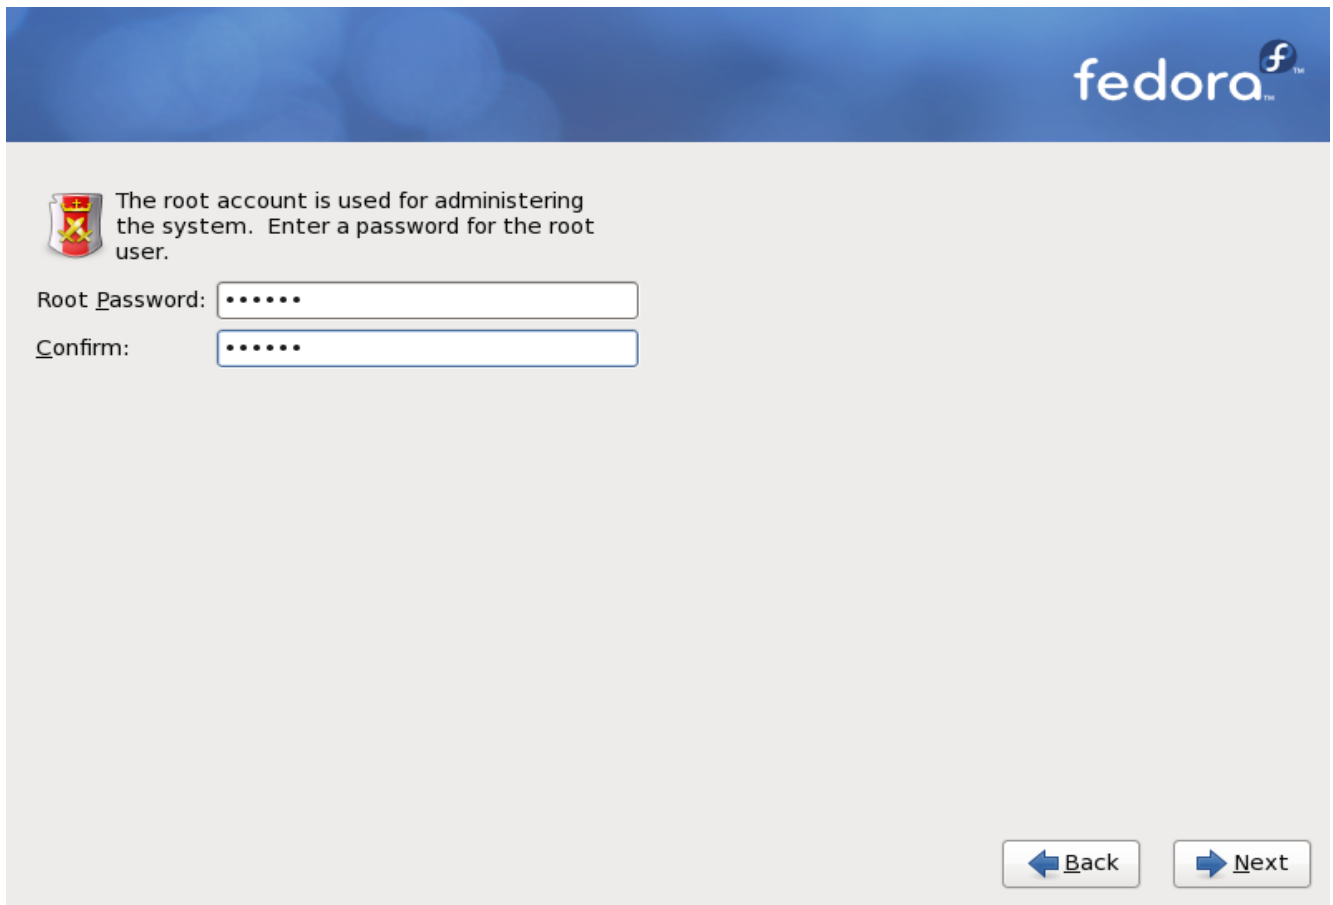 fedora™
The root account is used for administering
the system.  Enter a password for the root
user.
Root Password: ••••••
Confirm: ••••••
Back Next